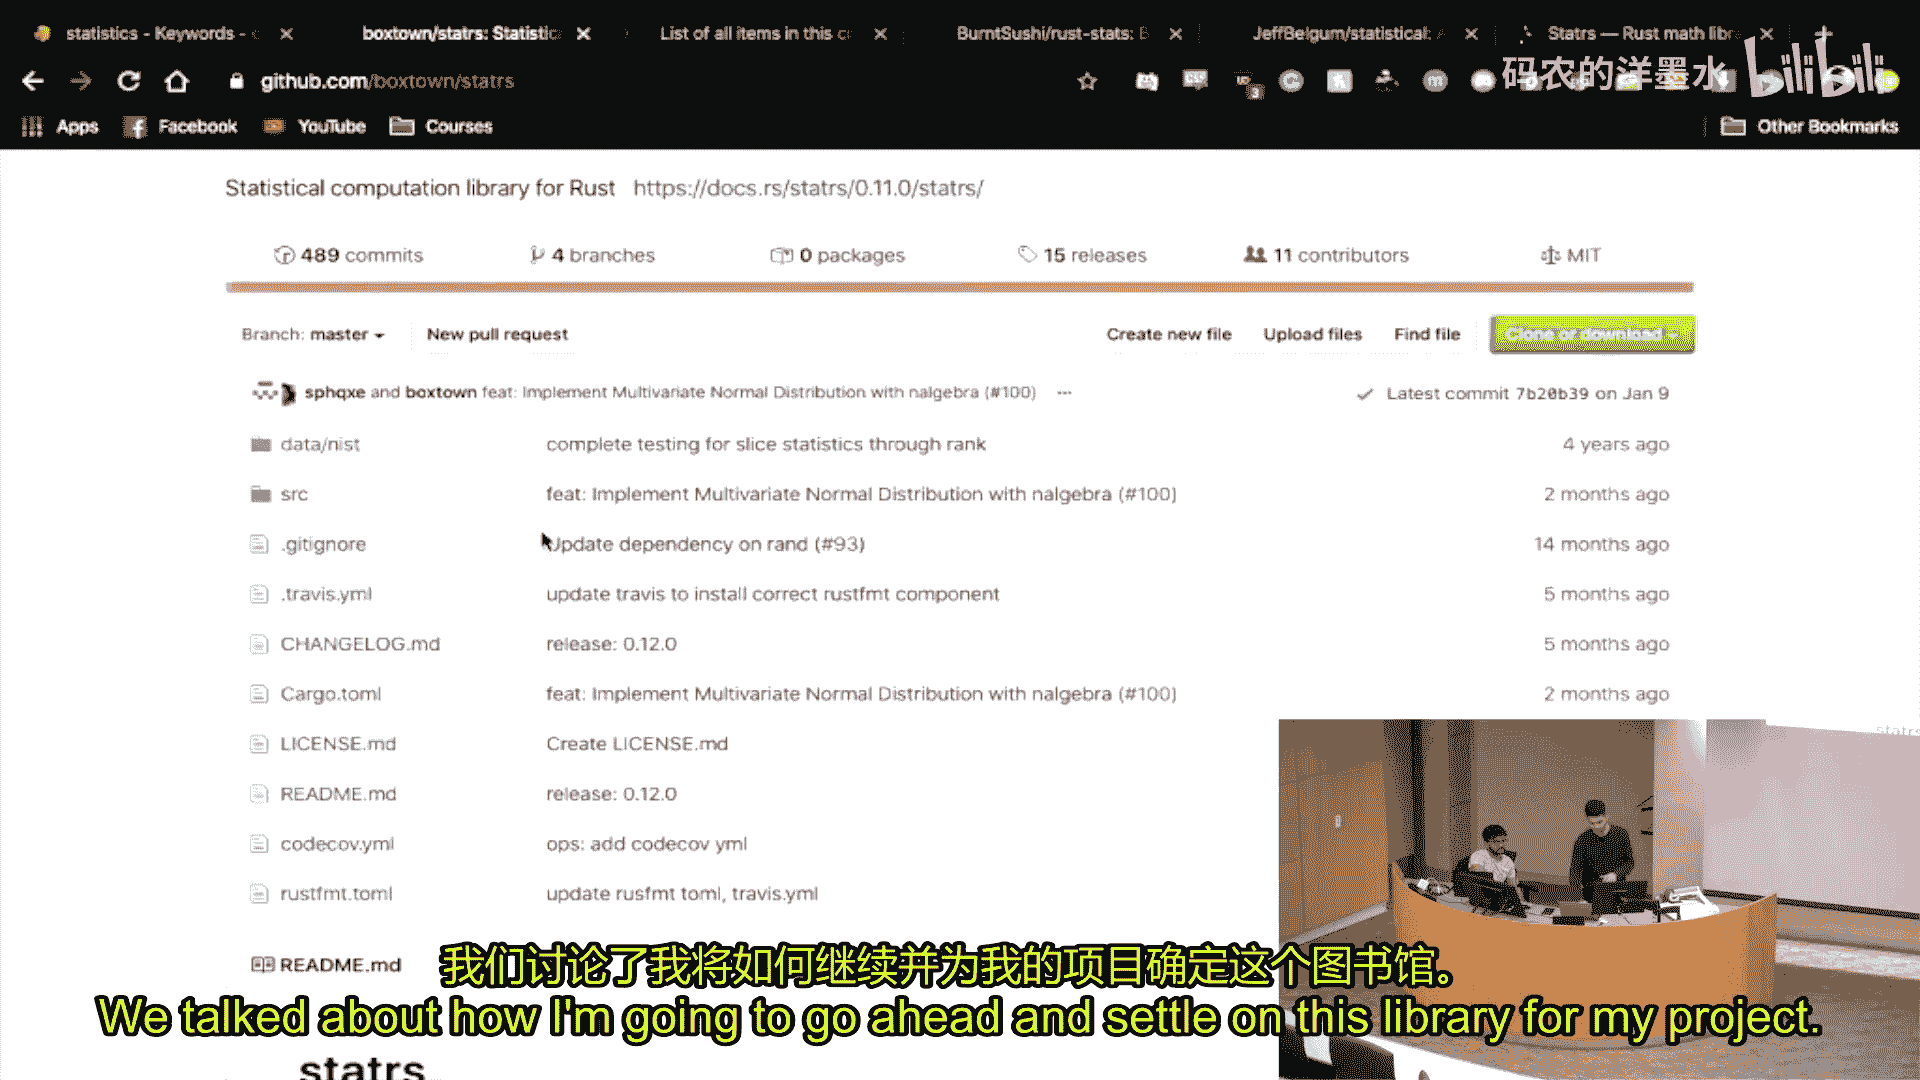 statistics - Keywords - c
boxtown/statrs: Statistic
List of all items in this c
BurntSushi/rust-stats: B
JeffBelgum/statistical: A
Statrs — Rust math libr
github.com/boxtown/statrs
码农的洋墨水
bilibili
Apps
Facebook
YouTube
Courses
Other Bookmarks
Statistical computation library for Rust https://docs.rs/statrs/0.11.0/statrs/
489 commits
4 branches
0 packages
15 releases
11 contributors
MIT
Branch: master
New pull request
Create new file
Upload files
Find file
Clone or download
sphqxe and boxtown feat: Implement Multivariate Normal Distribution with nalgebra (#100) ...
Latest commit 7b20b39 on Jan 9
data/nist complete testing for slice statistics through rank 4 years ago
src feat: Implement Multivariate Normal Distribution with nalgebra (#100) 2 months ago
.gitignore Update dependency on rand (#93) 14 months ago
.travis.yml update travis to install correct rustfmt component 5 months ago
CHANGELOG.md release: 0.12.0 5 months ago
Cargo.toml feat: Implement Multivariate Normal Distribution with nalgebra (#100) 2 months ago
LICENSE.md Create LICENSE.md
README.md release: 0.12.0
codecov.yml ops: add codecov yml
rustfmt.toml update rusfmt toml, travis.yml
README.md
我们讨论了我将如何继续并为我的项目确定这个图书馆。
We talked about how I'm going to go ahead and settle on this library for my project.
statrs